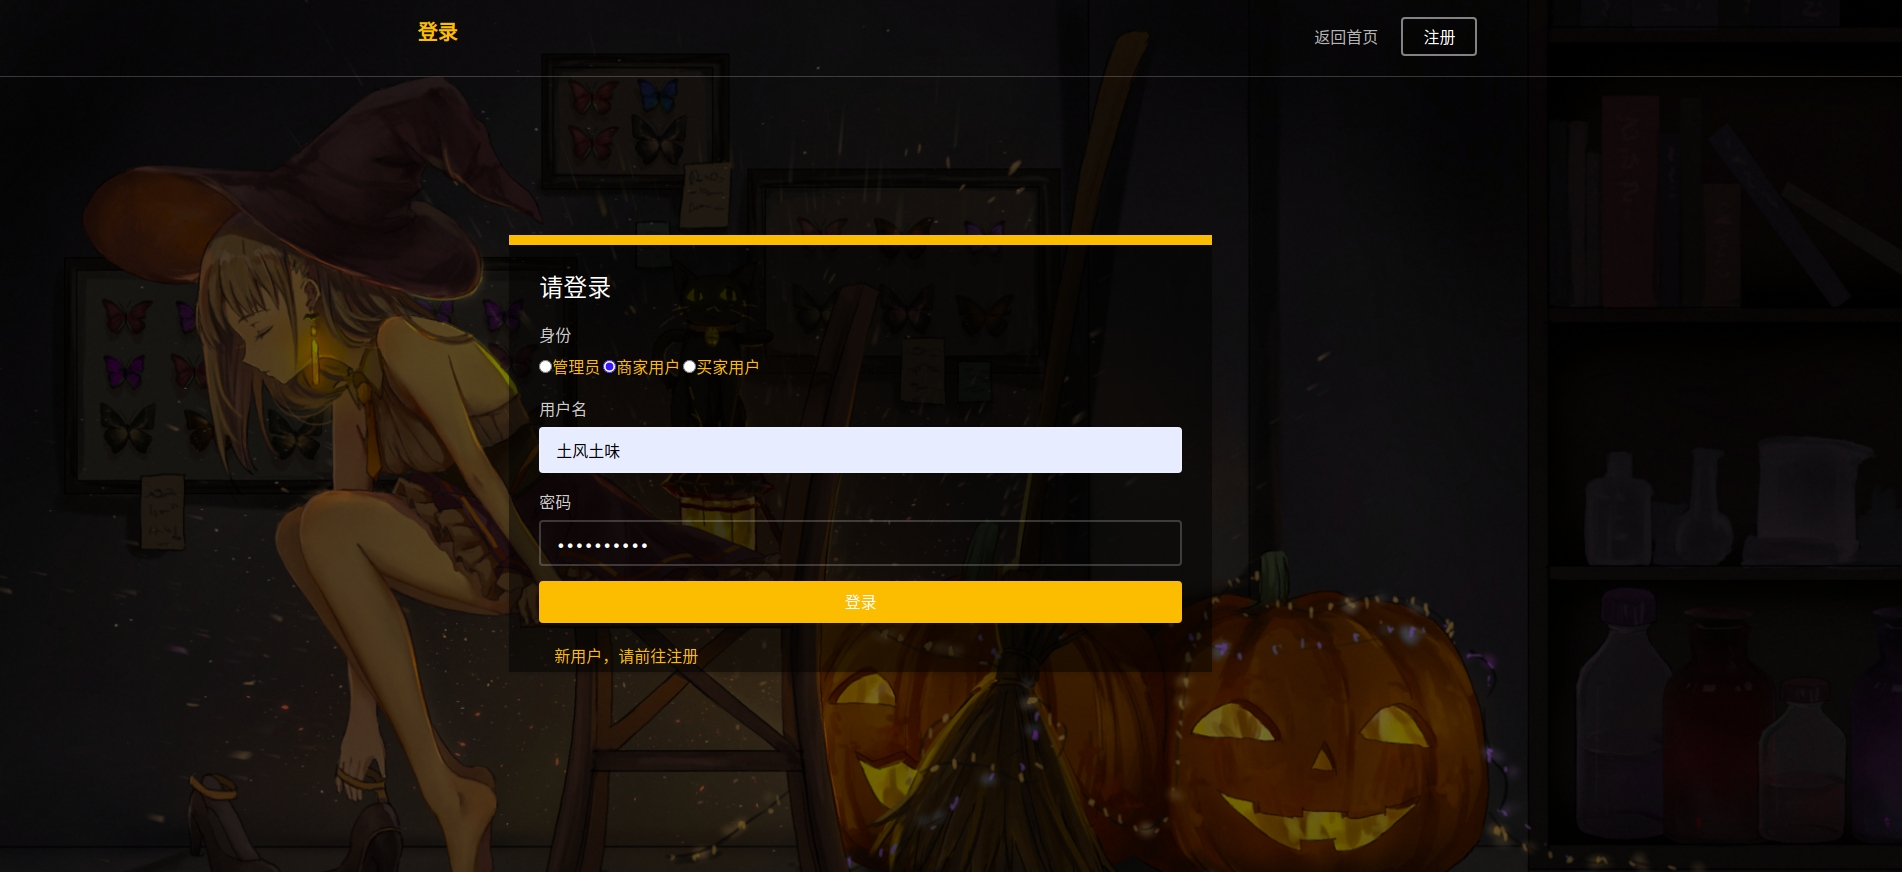 登录
返回首页 注册
请登录
身份
管理员 商家用户 买家用户
用户名
土风土味
密码
••••••••••
登录
新用户，请前往注册